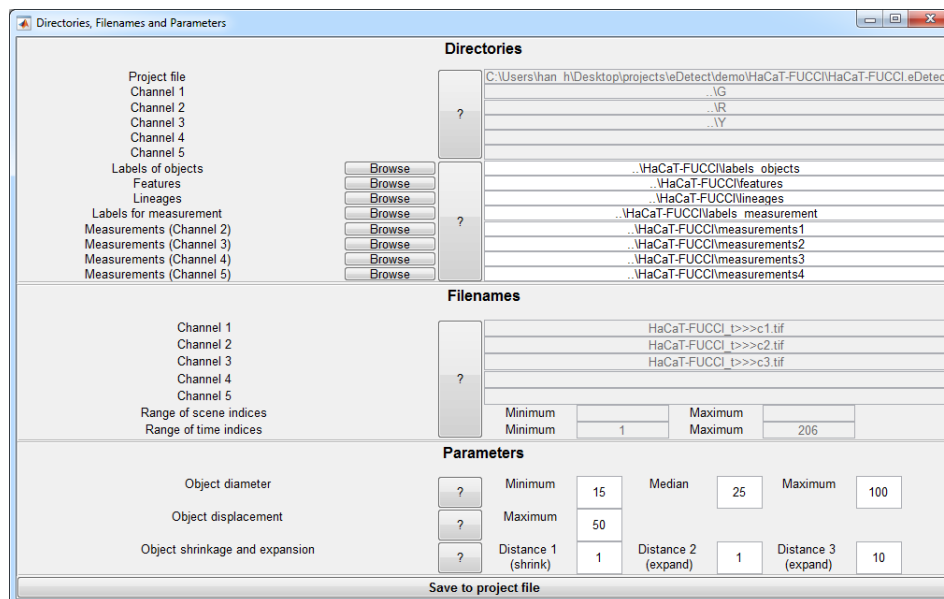 Directories, Filenames and Parameters
Directories
Project file ? C:\Users\han_h\Desktop\projects\eDetect\demo\HaCaT-FUCCI\HaCaT-FUCCI.eDetec
Channel 1 ..\G
Channel 2 ..\R
Channel 3 ..\Y
Channel 4
Channel 5
Labels of objects Browse ? ..\HaCaT-FUCCI\labels_objects
Features Browse ..\HaCaT-FUCCI\features
Lineages Browse ..\HaCaT-FUCCI\lineages
Labels for measurement Browse ..\HaCaT-FUCCI\labels_measurement
Measurements (Channel 2) Browse ..\HaCaT-FUCCI\measurements1
Measurements (Channel 3) Browse ..\HaCaT-FUCCI\measurements2
Measurements (Channel 4) Browse ..\HaCaT-FUCCI\measurements3
Measurements (Channel 5) Browse ..\HaCaT-FUCCI\measurements4
Filenames
Channel 1 ? HaCaT-FUCCI_t>>>c1.tif
Channel 2 HaCaT-FUCCI_t>>>c2.tif
Channel 3 HaCaT-FUCCI_t>>>c3.tif
Channel 4
Channel 5
Range of scene indices Minimum Maximum
Range of time indices Minimum 1 Maximum 206
Parameters
Object diameter ? Minimum 15 Median 25 Maximum 100
Object displacement ? Maximum 50
Object shrinkage and expansion ? Distance 1 (shrink) 1 Distance 2 (expand) 1 Distance 3 (expand) 10
Save to project file